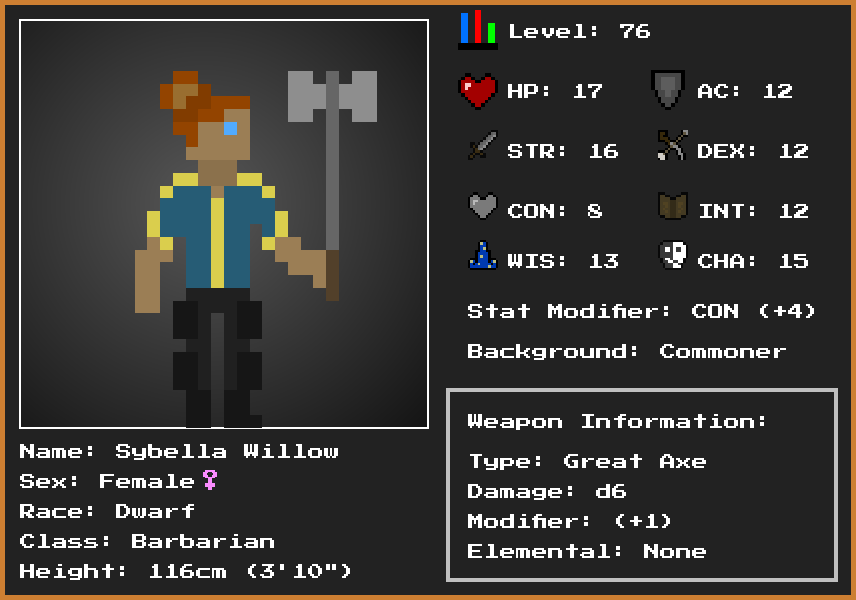 Level: 76
HP: 17 AC: 12
STR: 16 DEX: 12
CON: 8 INT: 12
WIS: 13 CHA: 15
Stat Modifier: CON (+4)
Background: Commoner
Weapon Information:
Type: Great Axe
Damage: d6
Modifier: (+1)
Elemental: None
Name: Sybella Willow
Sex: Female♀
Race: Dwarf
Class: Barbarian
Height: 116cm (3'10")